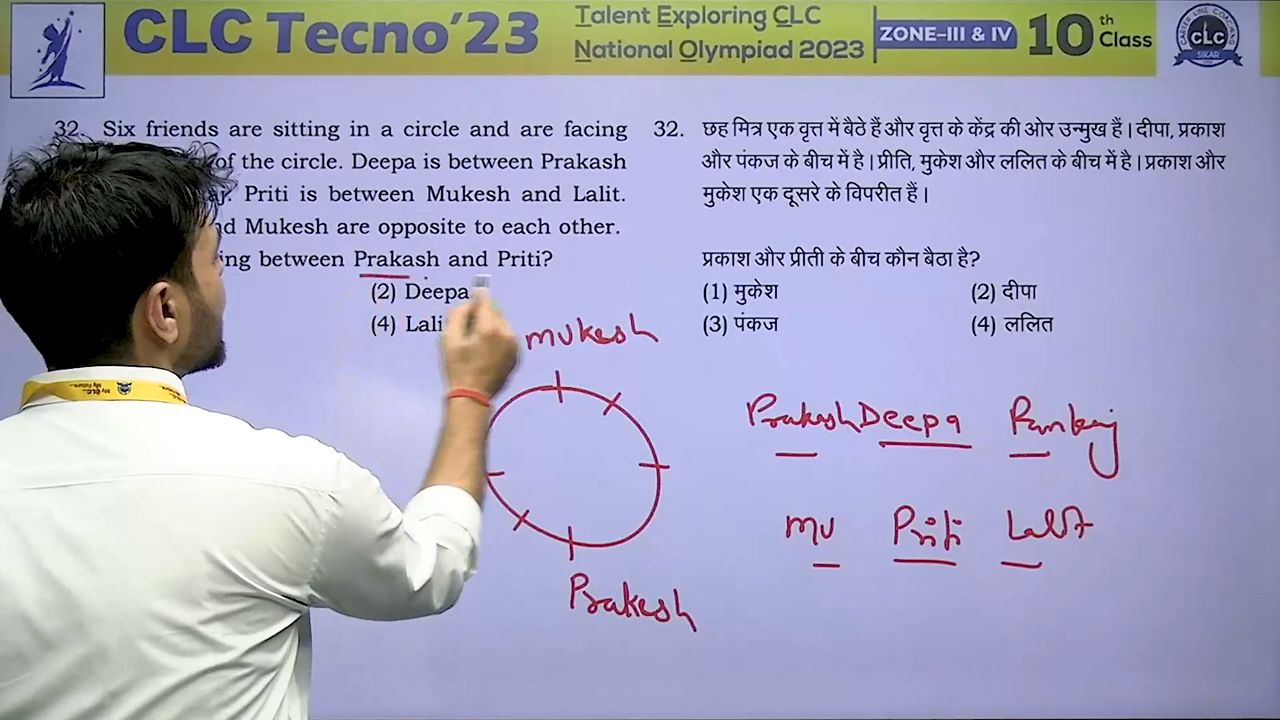 CLC Tecno'23
Talent Exploring CLC
National Olympiad 2023
ZONE–III & IV
10th Class
CLC
SIKAR
32. Six friends are sitting in a circle and are facing
of the circle. Deepa is between Prakash
Priti is between Mukesh and Lalit.
Mukesh are opposite to each other.
between Prakash and Priti?
(2) Deepa
(4)
32. छह मित्र एक वृत्त में बैठे हैं और वृत्त के केंद्र की ओर उन्मुख हैं। दीपा, प्रकाश
और पंकज के बीच में है। प्रीति, मुकेश और ललित के बीच में है। प्रकाश और
मुकेश एक दूसरे के विपरीत हैं।
प्रकाश और प्रीती के बीच कौन बैठा है?
(1) मुकेश (2) दीपा
(3) पंकज (4) ललित
mukesh
Prakesh
Prakesh Deepa Pankaj
mu Priti Lalit